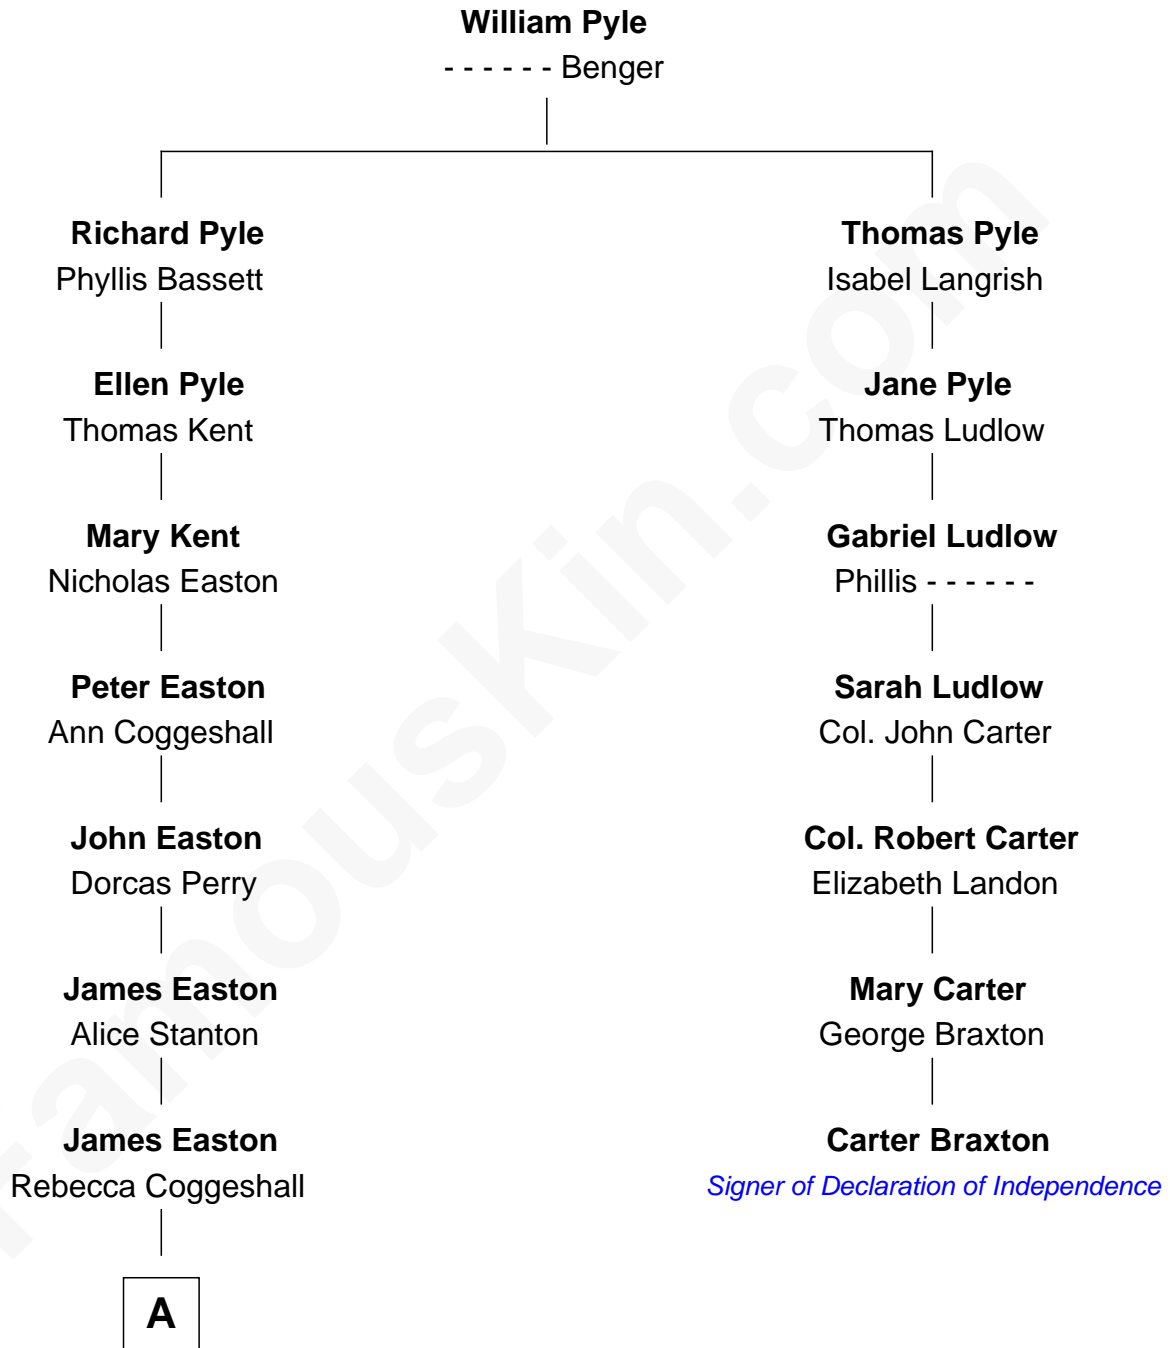 William Pyle
- - - - - - Benger
Richard Pyle
Phyllis Bassett
Thomas Pyle
Isabel Langrish
Ellen Pyle
Thomas Kent
Jane Pyle
Thomas Ludlow
Mary Kent
Nicholas Easton
Gabriel Ludlow
Phillis - - - - - -
Peter Easton
Ann Coggeshall
Sarah Ludlow
Col. John Carter
John Easton
Dorcas Perry
Col. Robert Carter
Elizabeth Landon
James Easton
Alice Stanton
Mary Carter
George Braxton
James Easton
Rebecca Coggeshall
Carter Braxton
Signer of Declaration of Independence
A
FamousKin.com